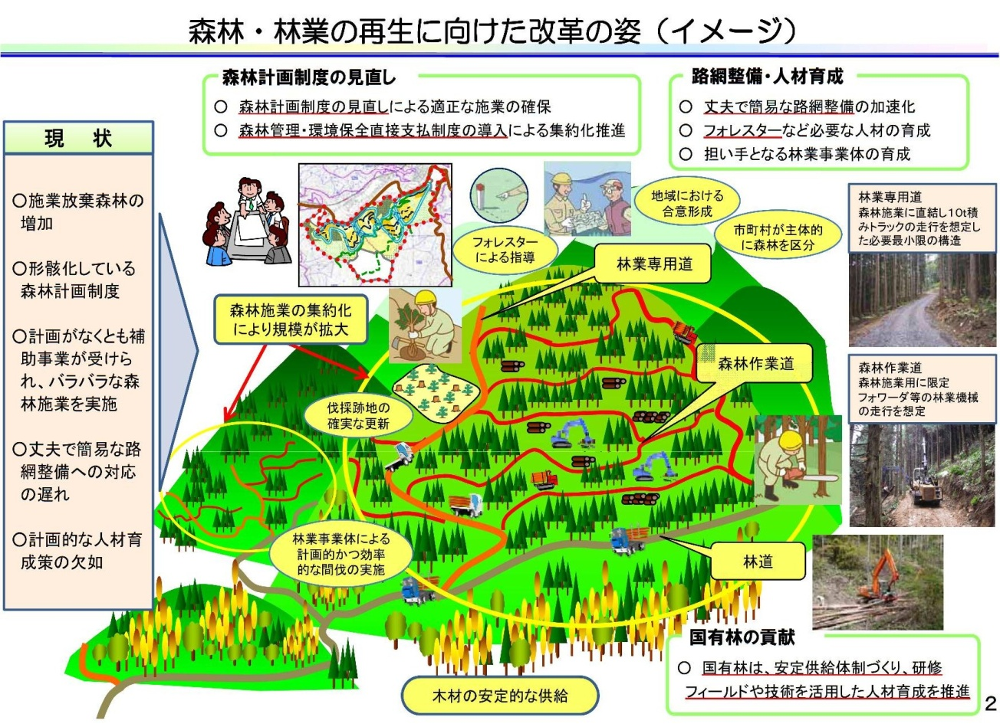 森林・林業の再生に向けた改革の姿（イメージ）
森林計画制度の見直し
○ 森林計画制度の見直しによる適正な施業の確保
○ 森林管理・環境保全直接支払制度の導入による集約化推進
路網整備・人材育成
○ 丈夫で簡易な路網整備の加速化
○ フォレスターなど必要な人材の育成
○ 担い手となる林業事業体の育成
現 状
○施業放棄森林の
増加
○形骸化している
森林計画制度
○計画がなくとも補
助事業が受けら
れ、バラバラな森
林施業を実施
○丈夫で簡易な路
網整備への対応
の遅れ
○計画的な人材育
成策の欠如
フォレスター
による指導
地域における
合意形成
市町村が主体的
に森林を区分
林業専用道
森林施業に直結し10t積
みトラックの走行を想定し
た必要最小限の構造
林業専用道
森林施業の集約化
により規模が拡大
森林作業道
森林作業道
森林施業用に限定
フォワーダ等の林業機械
の走行を想定
伐採跡地の
確実な更新
林業事業体による
計画的かつ効率
的な間伐の実施
林道
国有林の貢献
○ 国有林は、安定供給体制づくり、研修
フィールドや技術を活用した人材育成を推進
木材の安定的な供給
2